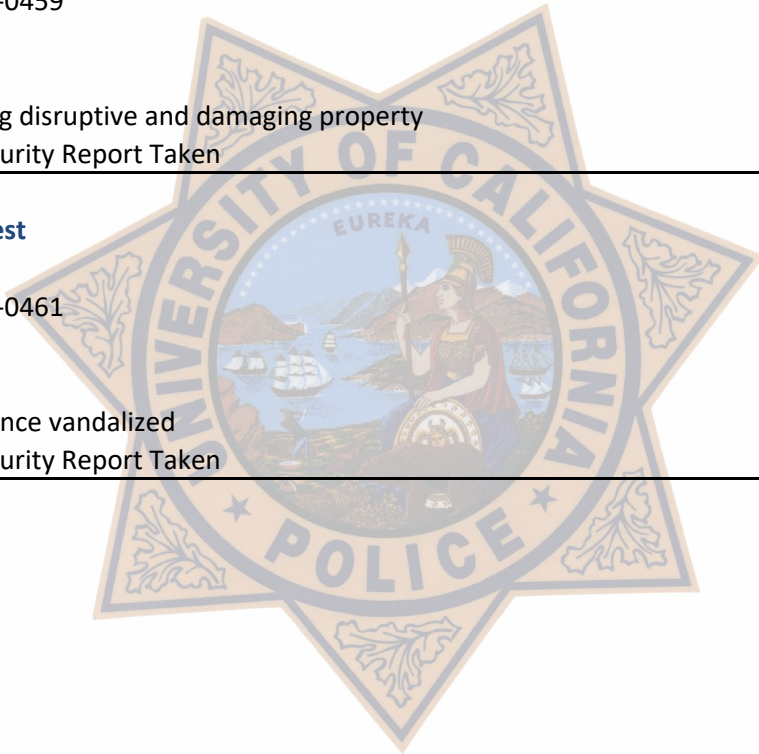 -0459
g disruptive and damaging property
urity Report Taken
est
-0461
nce vandalized
urity Report Taken
UNIVERSITY OF CALIFORNIA
EUREKA
POLICE